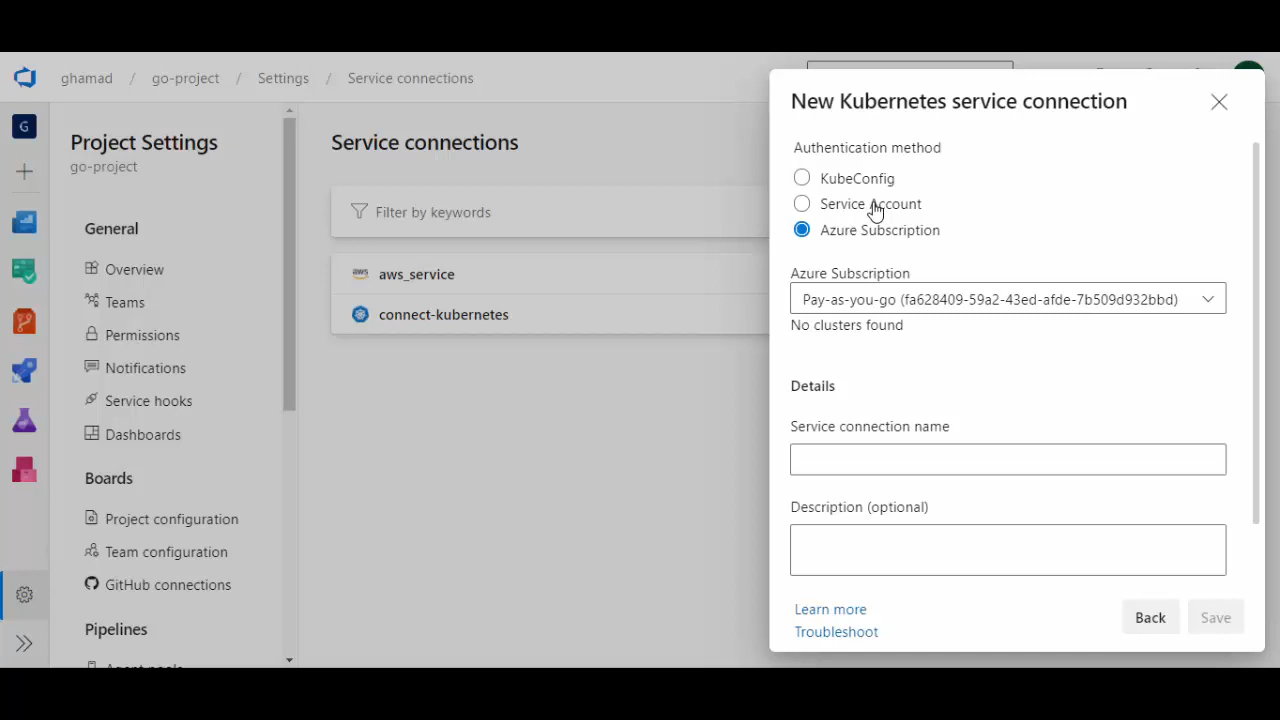 ghamad / go-project / Settings / Service connections
G
Project Settings
go-project
General
Overview
Teams
Permissions
Notifications
Service hooks
Dashboards
Boards
Project configuration
Team configuration
GitHub connections
Pipelines
Agent pools
Service connections
Filter by keywords
aws aws_service
connect-kubernetes
New Kubernetes service connection
Authentication method
KubeConfig
Service Account
Azure Subscription
Azure Subscription
Pay-as-you-go (fa628409-59a2-43ed-afde-7b509d932bbd)
No clusters found
Details
Service connection name
Description (optional)
Learn more
Troubleshoot
Back
Save